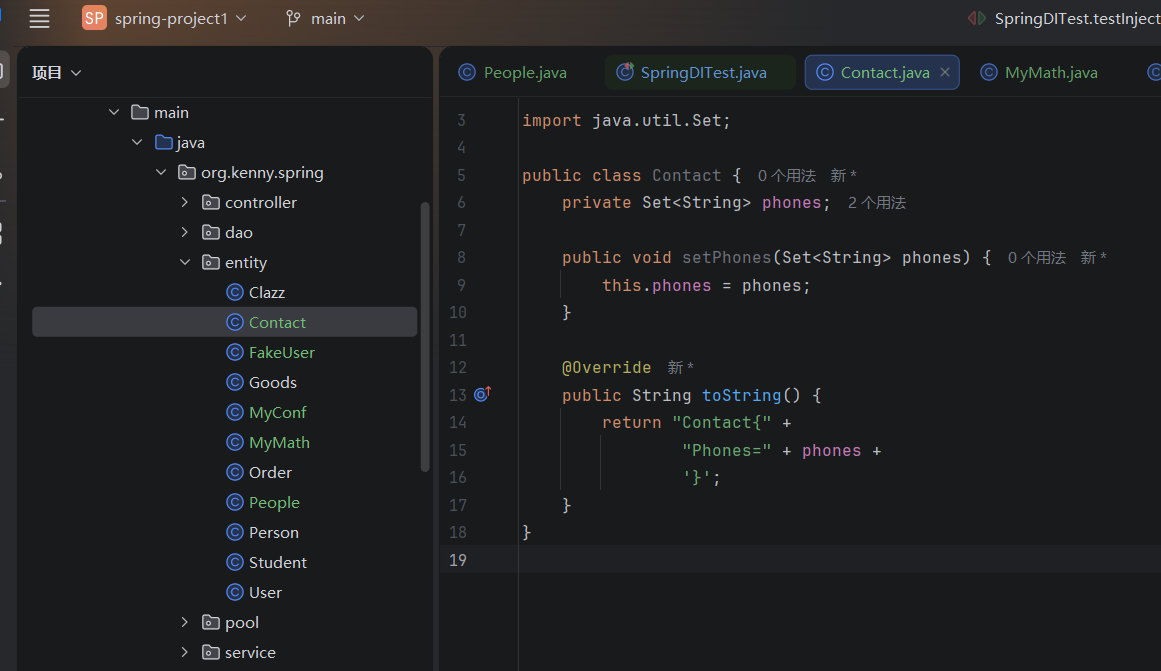 SP spring-project1 main SpringDITest.testInject
项目
main
java
org.kenny.spring
controller
dao
entity
Clazz
Contact
FakeUser
Goods
MyConf
MyMath
Order
People
Person
Student
User
pool
service
People.java SpringDITest.java Contact.java MyMath.java
3 import java.util.Set;
4
5 public class Contact { 0个用法 新*
6 private Set<String> phones; 2个用法
7
8 public void setPhones(Set<String> phones) { 0个用法 新*
9 this.phones = phones;
10 }
11
12 @Override 新*
13 public String toString() {
14 return "Contact{" +
15 "Phones=" + phones +
16 '}';
17 }
18 }
19